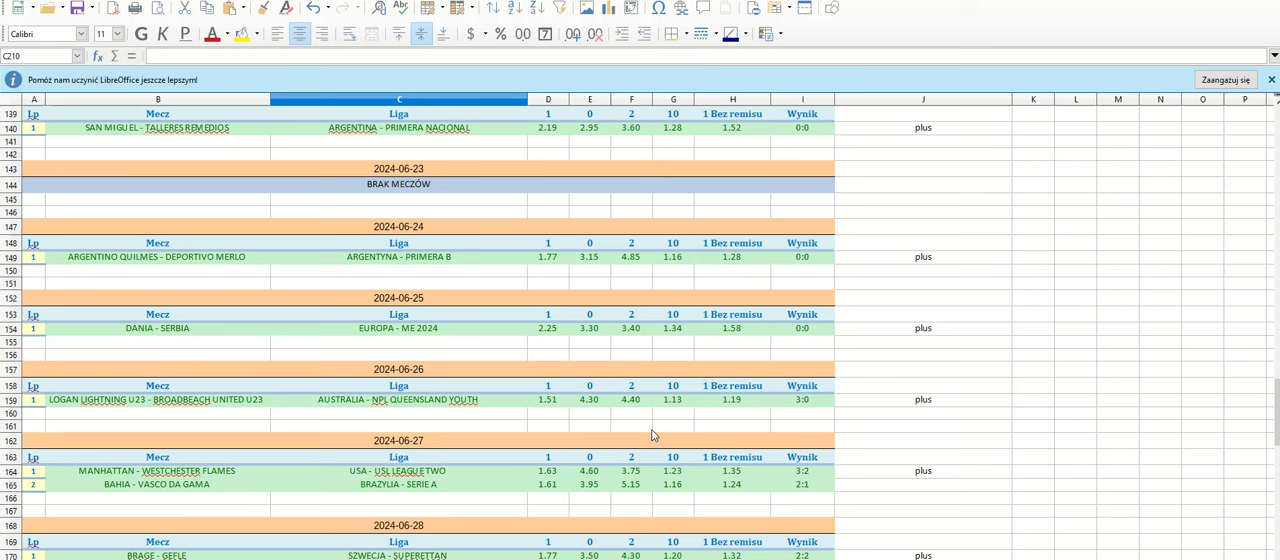 Calibri 11 G K P A $ % 0,0 7
C210 fx Σ =
Pomóż nam uczynić LibreOffice jeszcze lepszym! Zaangażuj się
A B C D E F G H I J K L M N O P
139 Lp Mecz Liga 1 0 2 10 1 Bez remisu Wynik
140 1 SAN MIGUEL - TALLERES REMEDIOS ARGENTINA - PRIMERA NACIONAL 2.19 2.95 3.60 1.28 1.52 0:0 plus
141
142
143 2024-06-23
144 BRAK MECZÓW
145
146
147 2024-06-24
148 Lp Mecz Liga 1 0 2 10 1 Bez remisu Wynik
149 1 ARGENTINO QUILMES - DEPORTIVO MERLO ARGENTYNA - PRIMERA B 1.77 3.15 4.85 1.16 1.28 0:0 plus
150
151
152 2024-06-25
153 Lp Mecz Liga 1 0 2 10 1 Bez remisu Wynik
154 1 DANIA - SERBIA EUROPA - ME 2024 2.25 3.30 3.40 1.34 1.58 0:0 plus
155
156
157 2024-06-26
158 Lp Mecz Liga 1 0 2 10 1 Bez remisu Wynik
159 1 LOGAN LIGHTNING U23 - BROADBEACH UNITED U23 AUSTRALIA - NPL QUEENSLAND YOUTH 1.51 4.30 4.40 1.13 1.19 3:0 plus
160
161
162 2024-06-27
163 Lp Mecz Liga 1 0 2 10 1 Bez remisu Wynik
164 1 MANHATTAN - WESTCHESTER FLAMES USA - USL LEAGUE TWO 1.63 4.60 3.75 1.23 1.35 3:2 plus
165 2 BAHIA - VASCO DA GAMA BRAZYLIA - SERIE A 1.61 3.95 5.15 1.16 1.24 2:1
166
167
168 2024-06-28
169 Lp Mecz Liga 1 0 2 10 1 Bez remisu Wynik
170 1 BRAGE - GEFLE SZWECJA - SUPERETTAN 1.77 3.50 4.30 1.20 1.32 2:2 plus